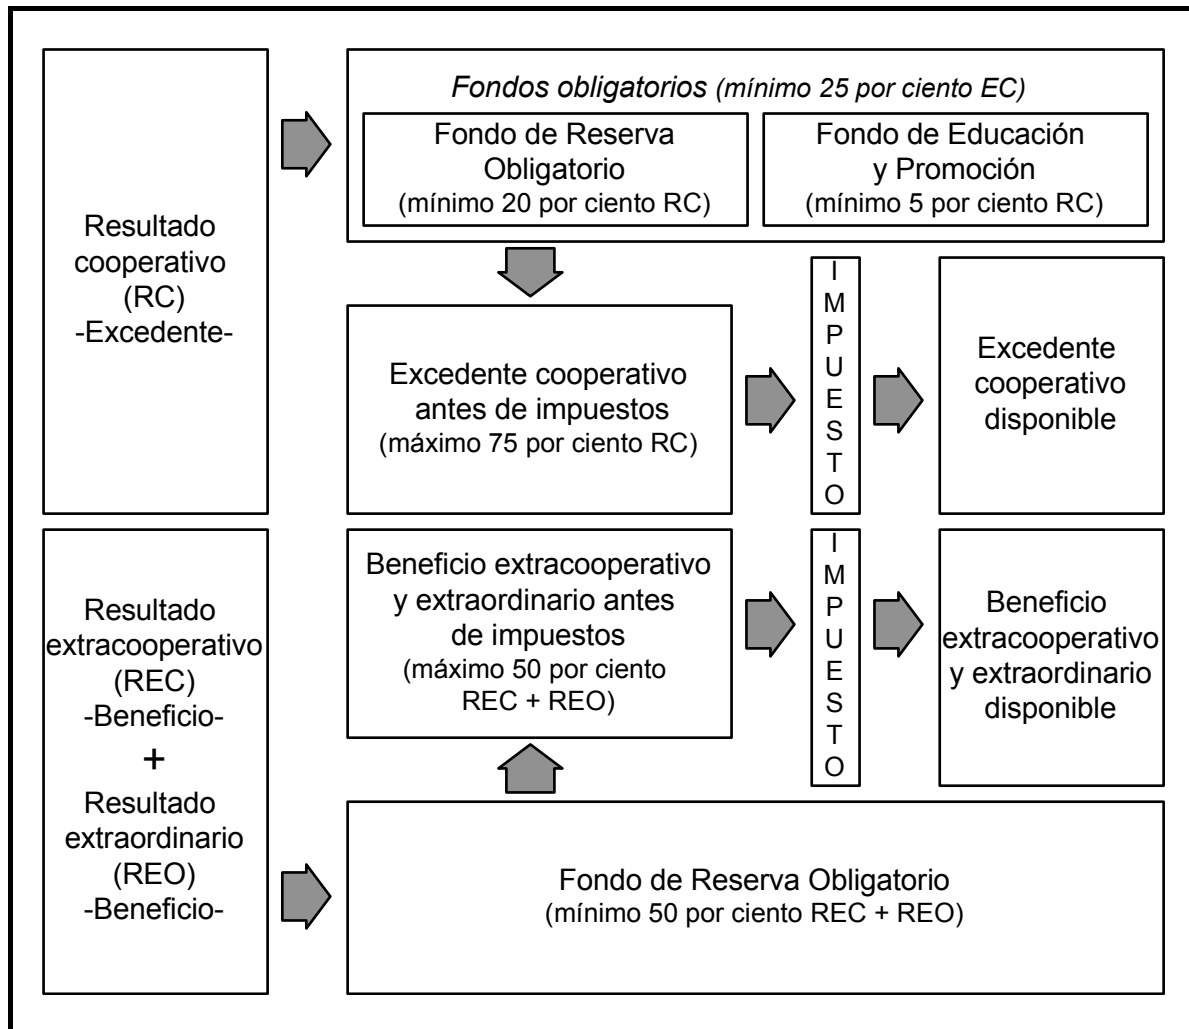 Resultado
cooperativo
(RC)
-Excedente-
Fondos obligatorios (mínimo 25 por ciento EC)
Fondo de Reserva
Obligatorio
(mínimo 20 por ciento RC)
Fondo de Educación
y Promoción
(mínimo 5 por ciento RC)
Excedente cooperativo
antes de impuestos
(máximo 75 por ciento RC)
I
M
P
U
E
S
T
O
Excedente
cooperativo
disponible
Resultado
extracooperativo
(REC)
-Beneficio-
+
Resultado
extraordinario
(REO)
-Beneficio-
Beneficio extracooperativo
y extraordinario antes
de impuestos
(máximo 50 por ciento
REC + REO)
I
M
P
U
E
S
T
O
Beneficio
extracooperativo
y extraordinario
disponible
Fondo de Reserva Obligatorio
(mínimo 50 por ciento REC + REO)